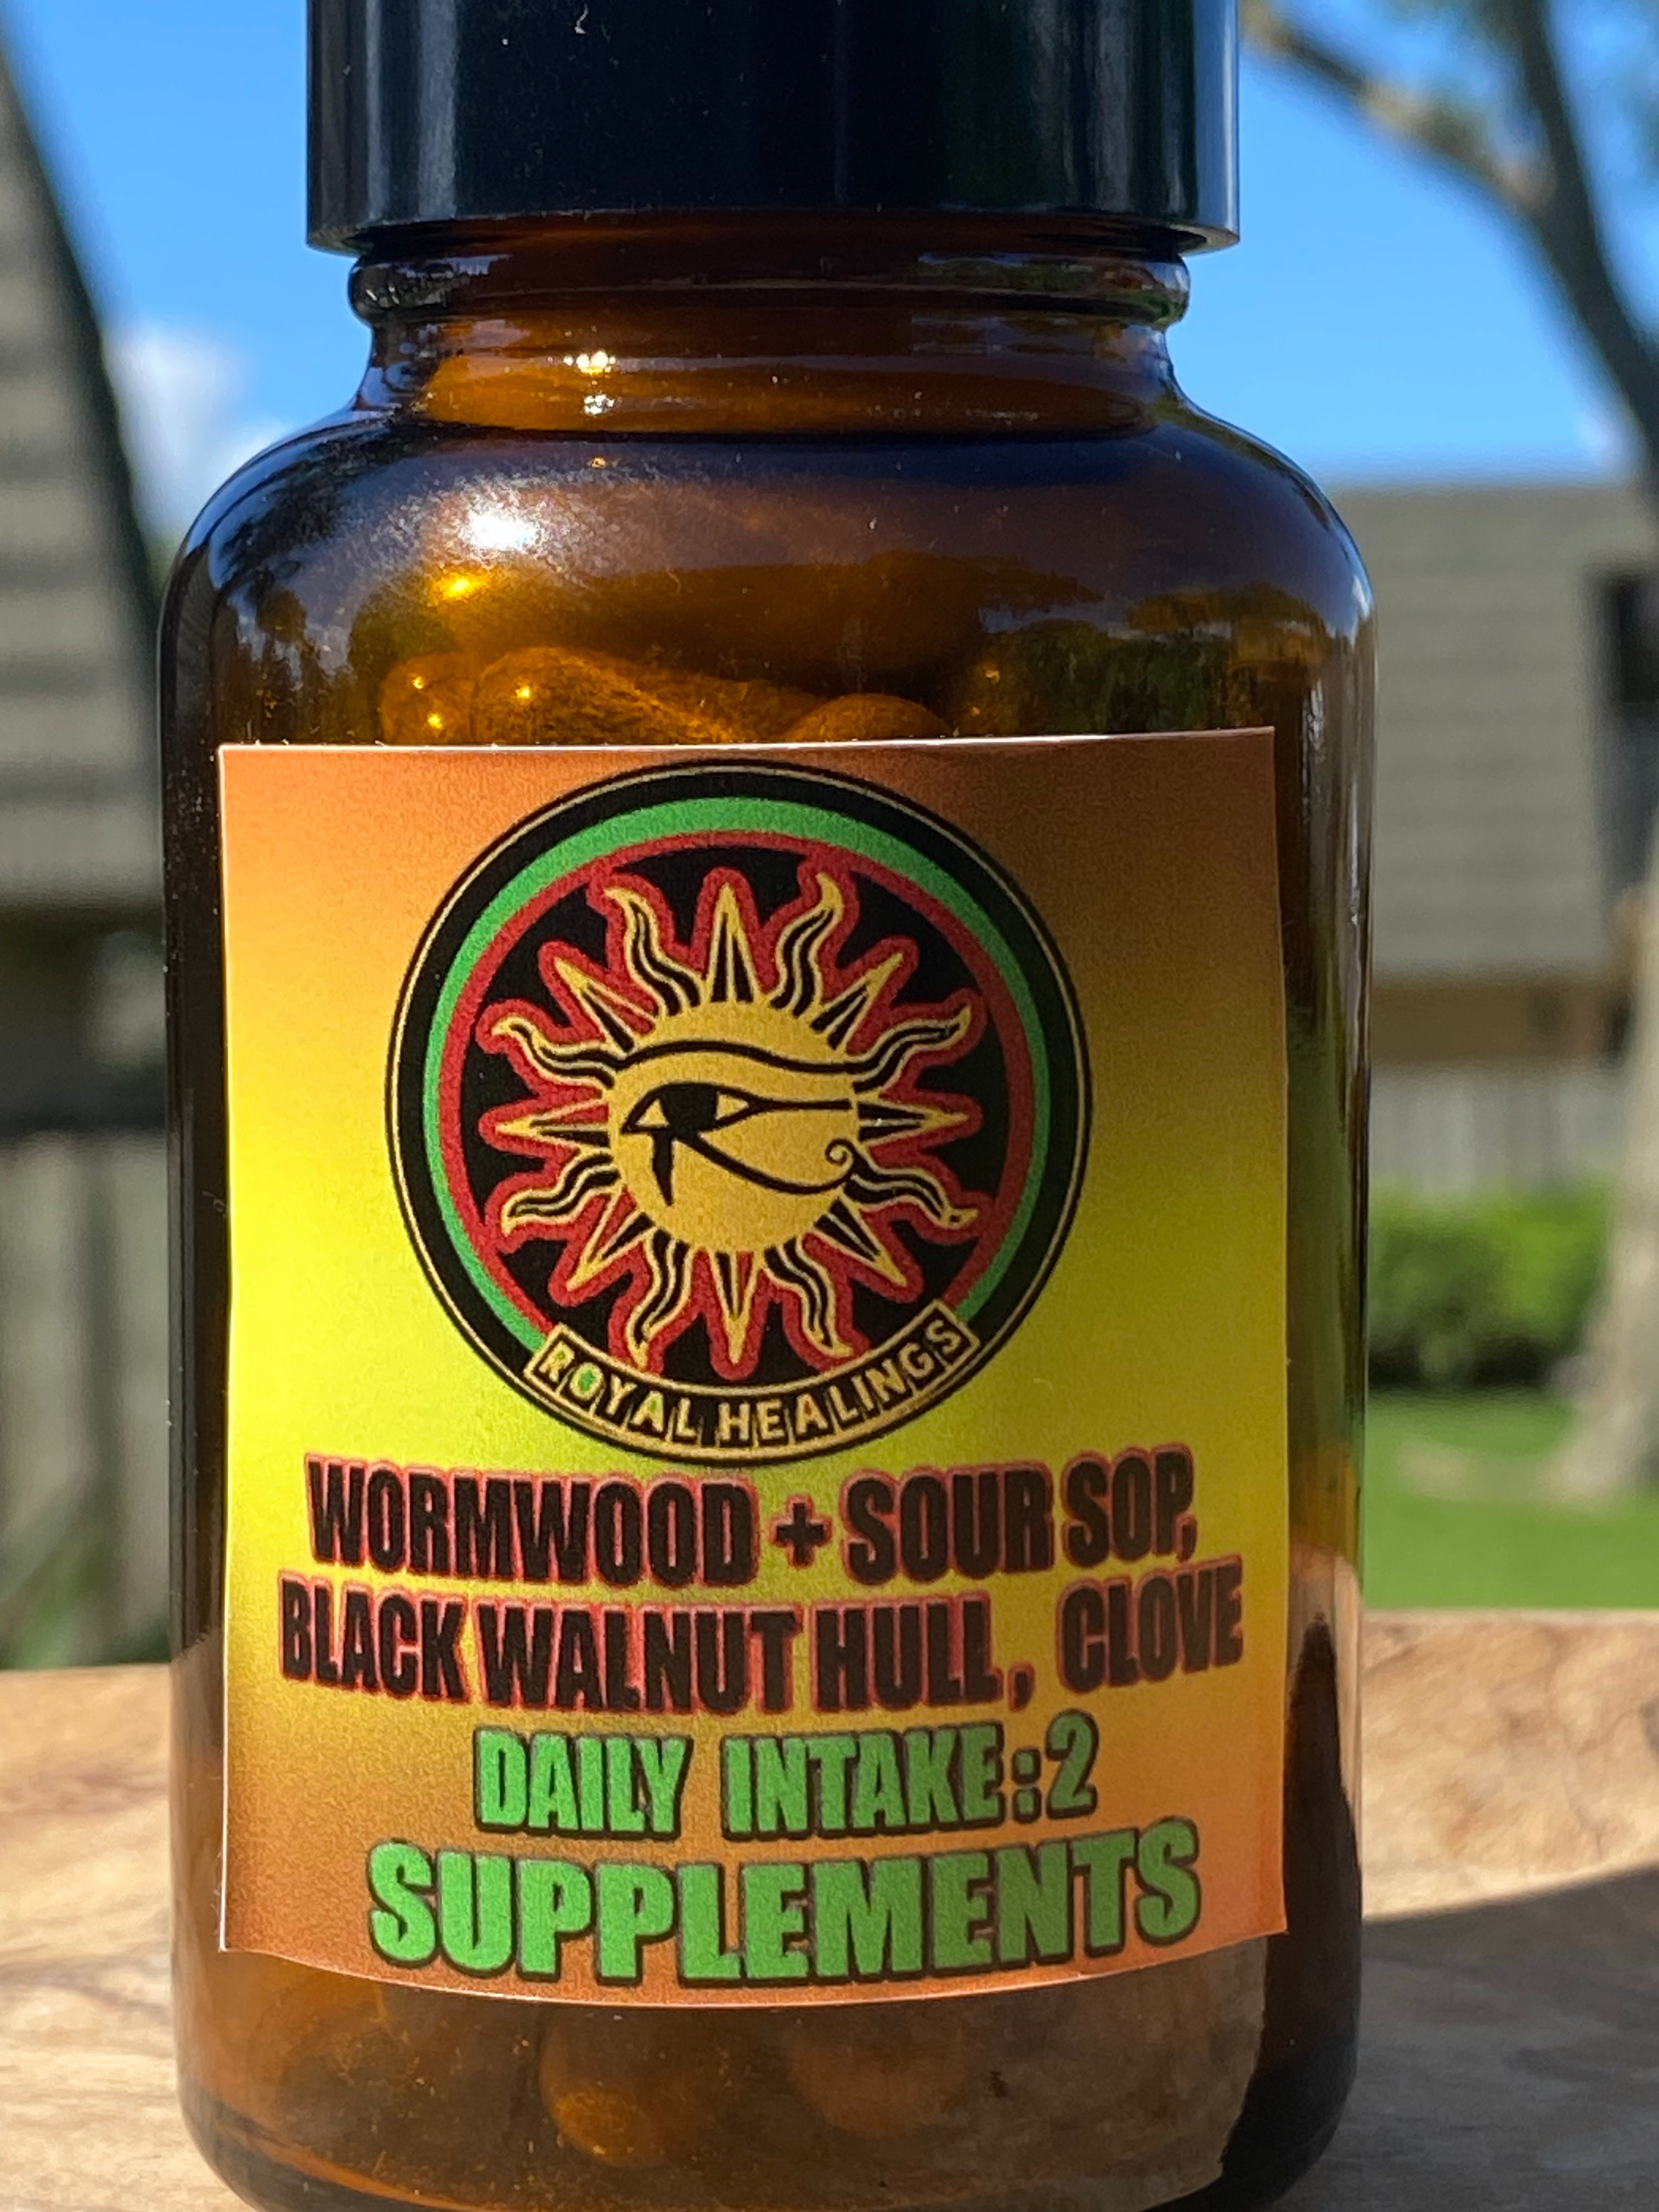 ROYAL HEALINGS
WORMWOOD + SOUR SOP,
BLACK WALNUT HULL, CLOVE
DAILY INTAKE:2
SUPPLEMENTS